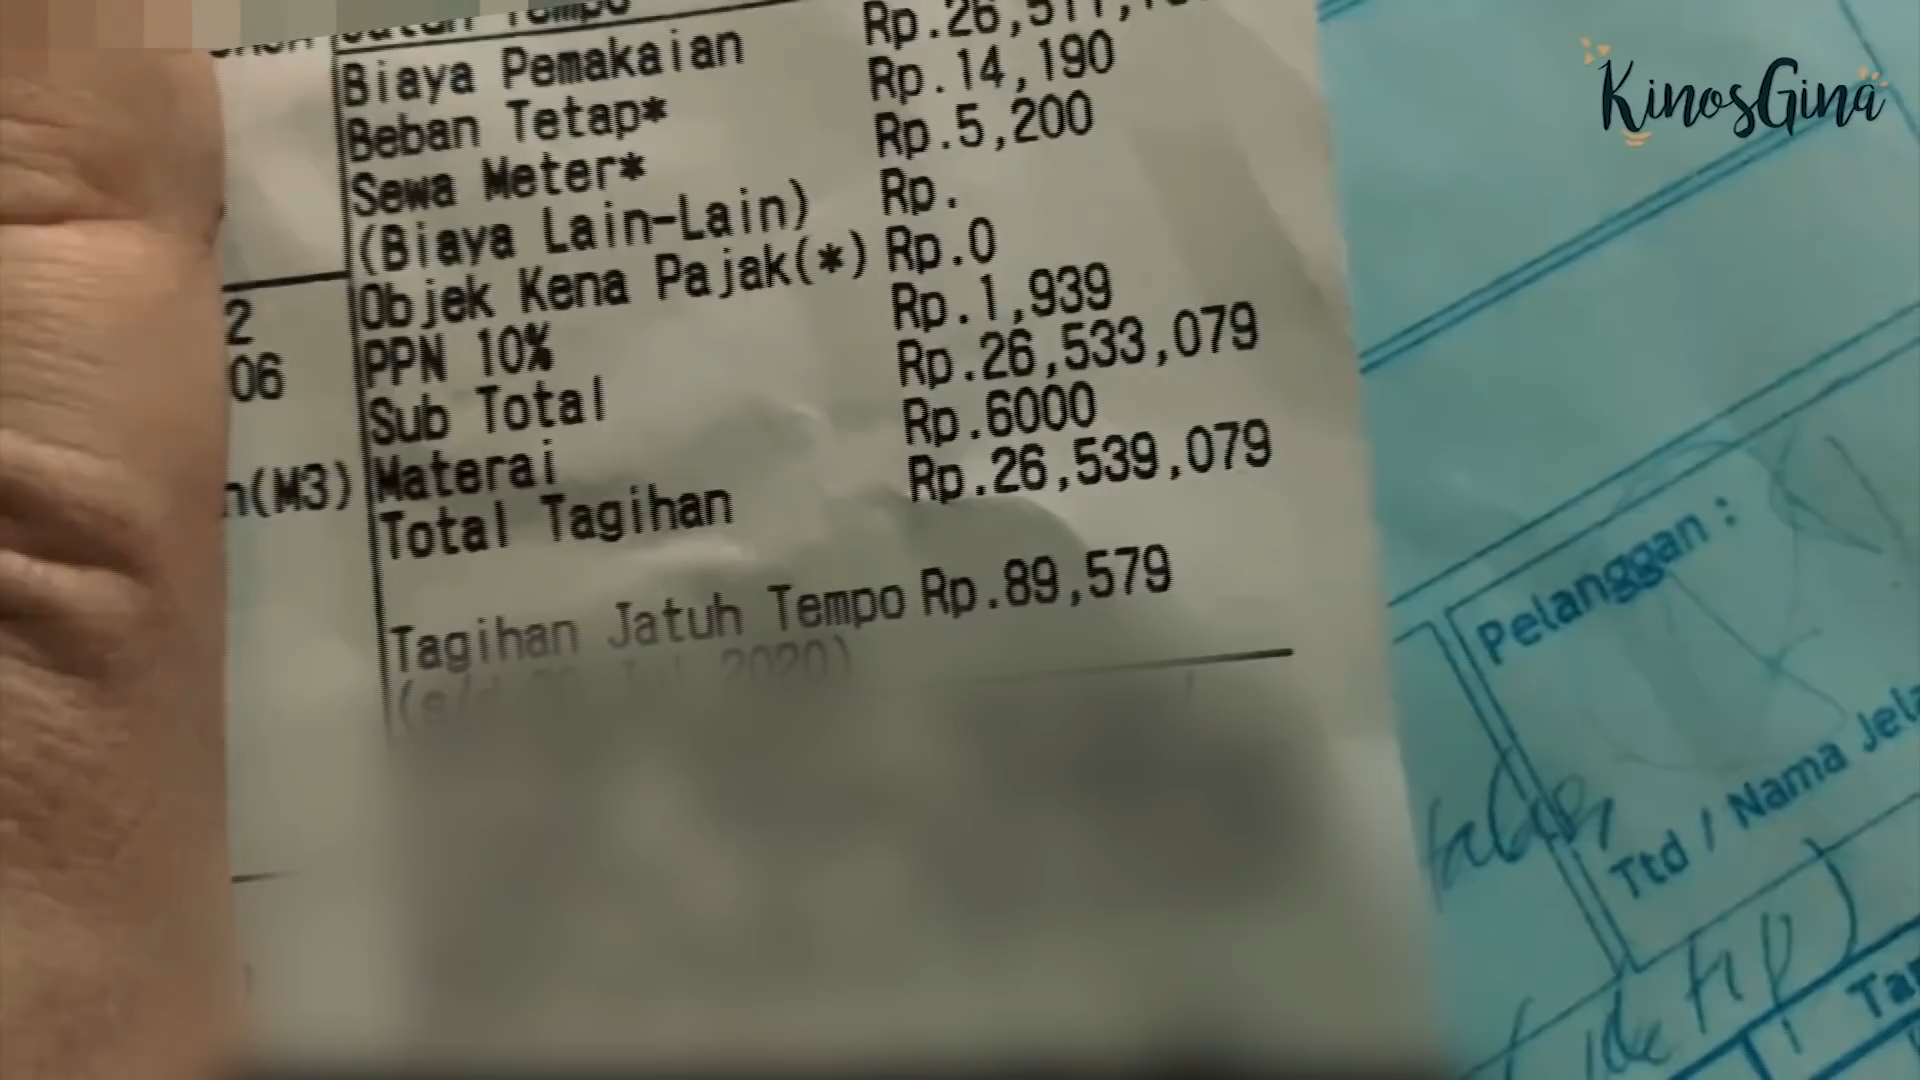 KinosGina
Biaya Pemakaian
Beban Tetap* Rp.14,190
Sewa Meter* Rp.5,200
(Biaya Lain-Lain) Rp.
Objek Kena Pajak(*) Rp.0
PPN 10% Rp.1,939
Sub Total Rp.26,533,079
Materai Rp.6000
Total Tagihan Rp.26,539,079
Tagihan Jatuh Tempo Rp.89,579
2020)
2
06
(M3)
Pelanggan :
Ttd / Nama